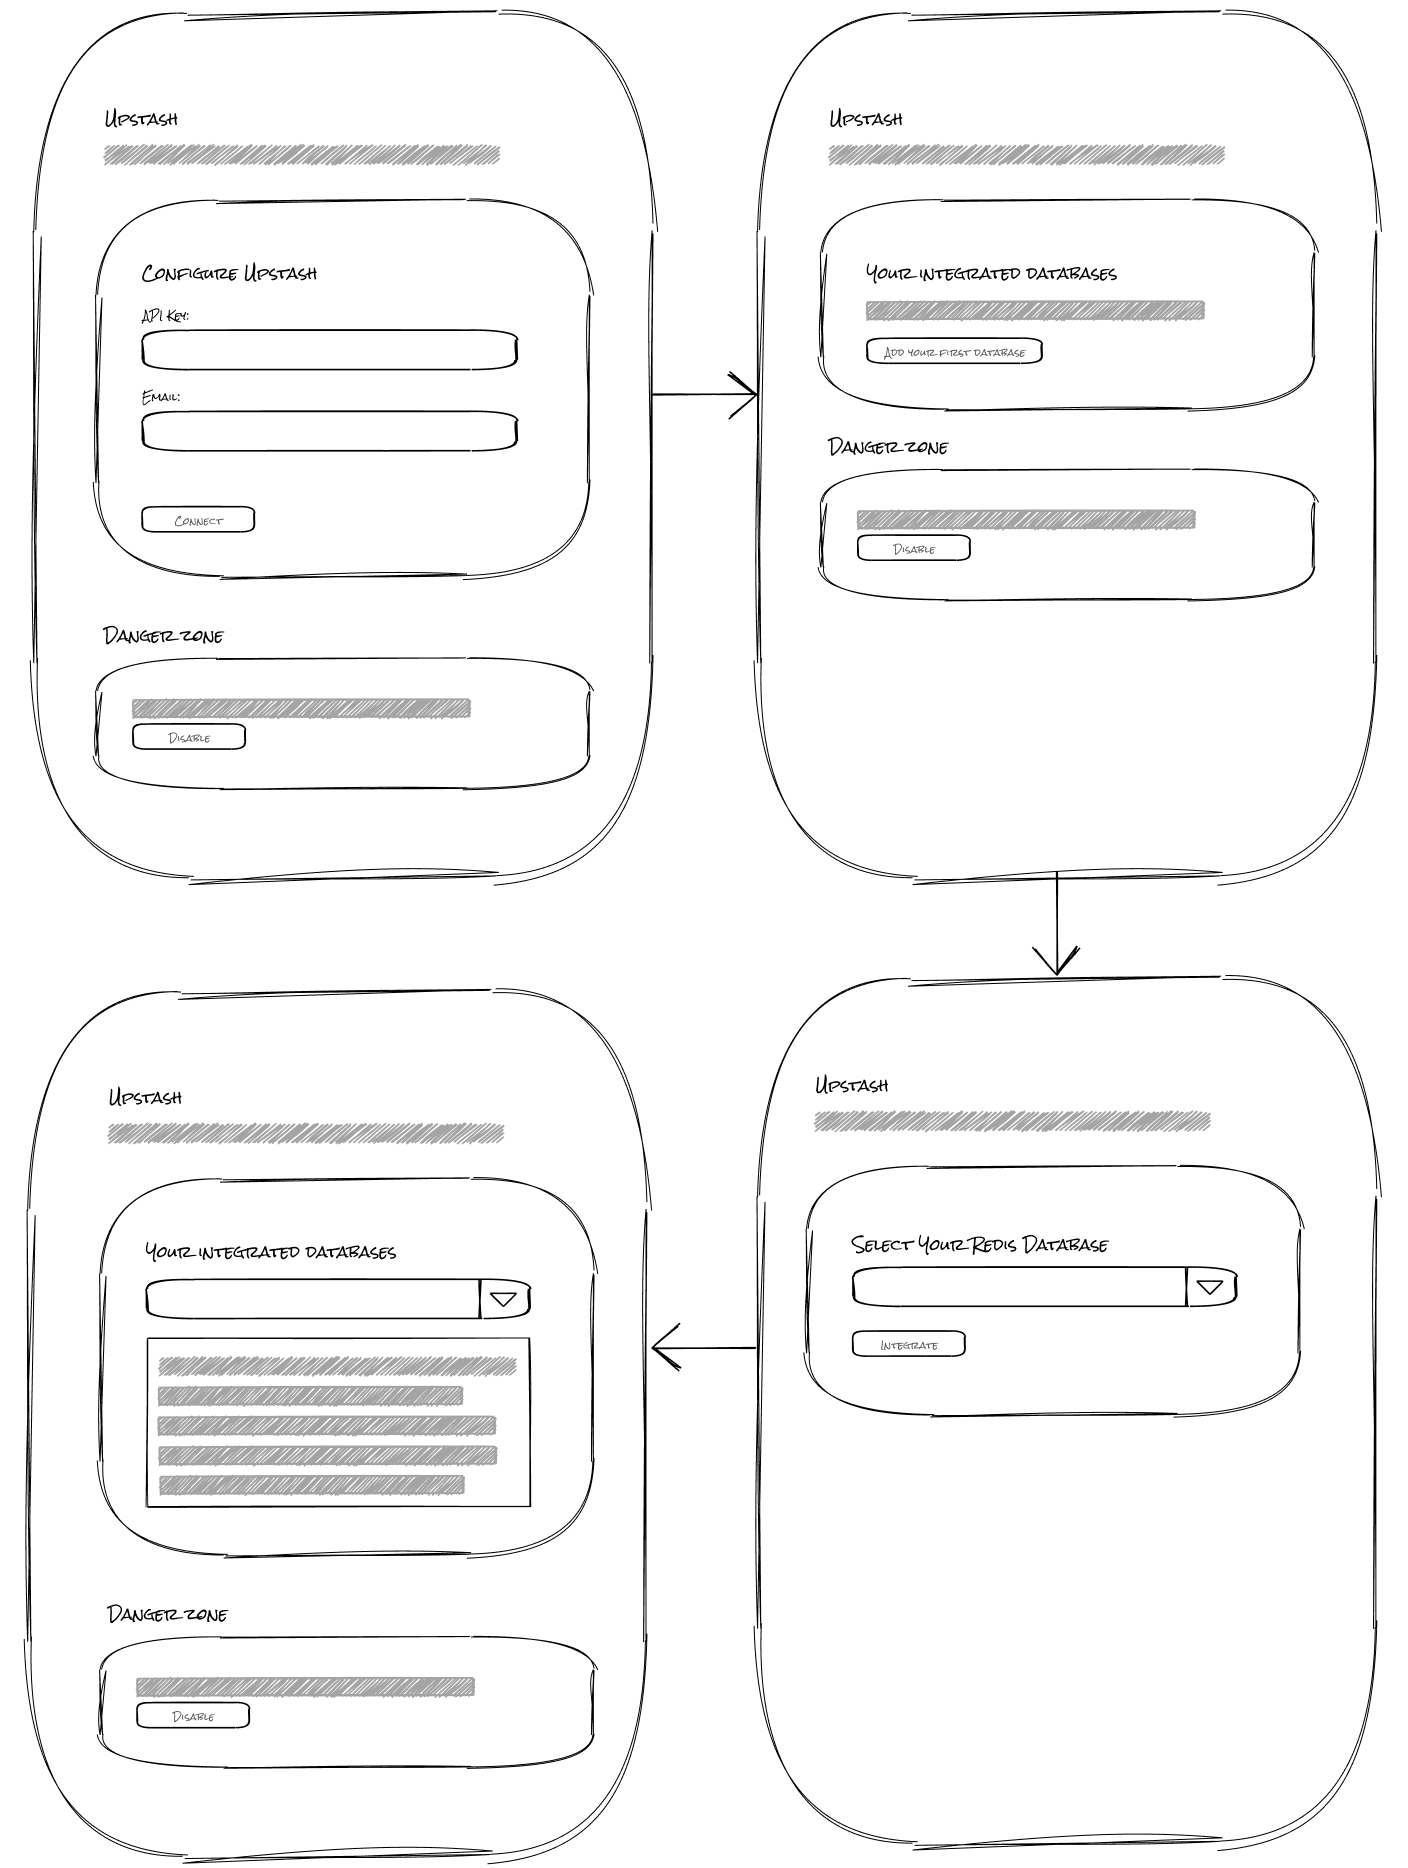 Upstash
Configure Upstash
API Key:
Email:
Connect
Danger zone
Disable
Upstash
Your integrated databases
Add your first database
Danger zone
Disable
Upstash
Select Your Redis Database
Integrate
Upstash
Your integrated databases
Danger zone
Disable